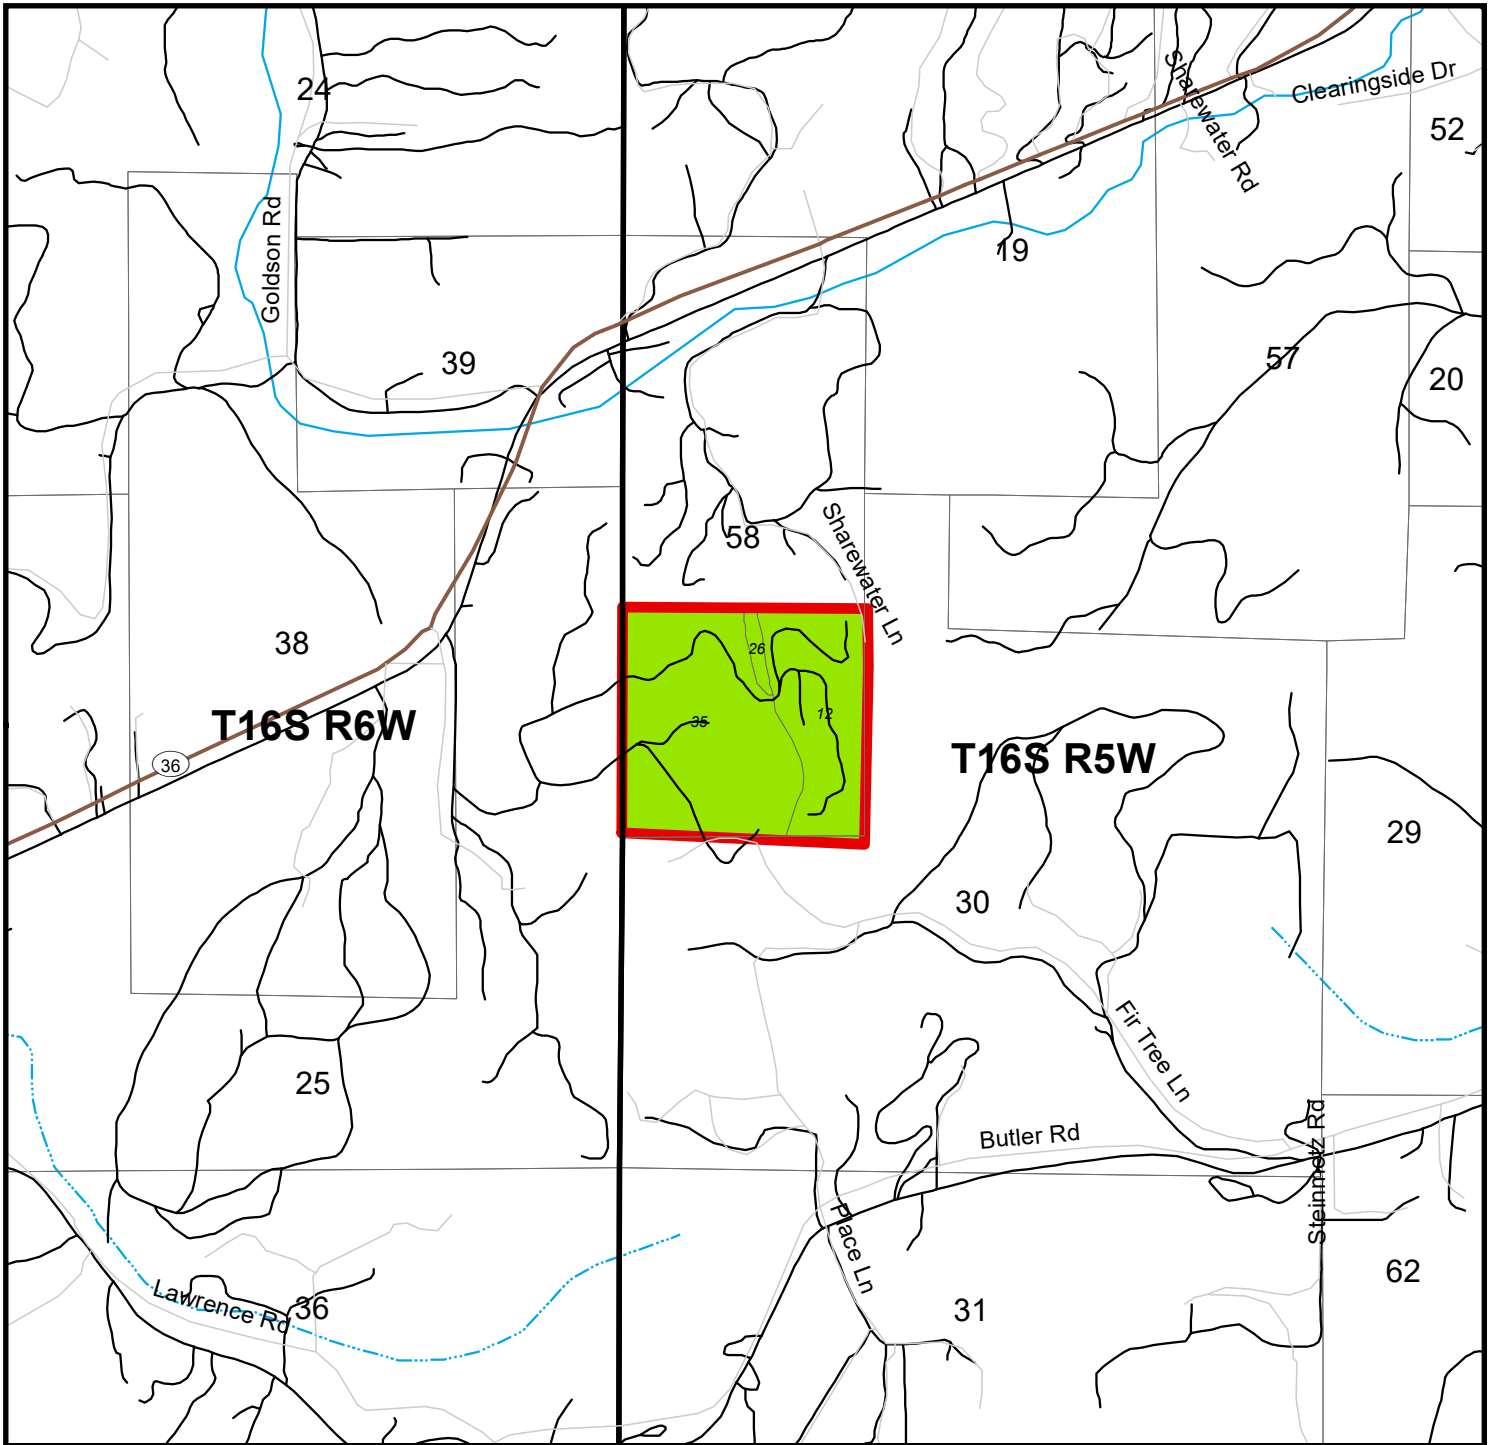 24
Sharewater Rd
Clearingside Dr
52
Goldson Rd
19
39
57
20
58
Sharewater Ln
38
26
T16S R6W
35
12
36
T16S R5W
29
30
Fir Tree Ln
25
Butler Rd
Steinmetz Rd
Place Ln
62
Lawrence Rd
36
31